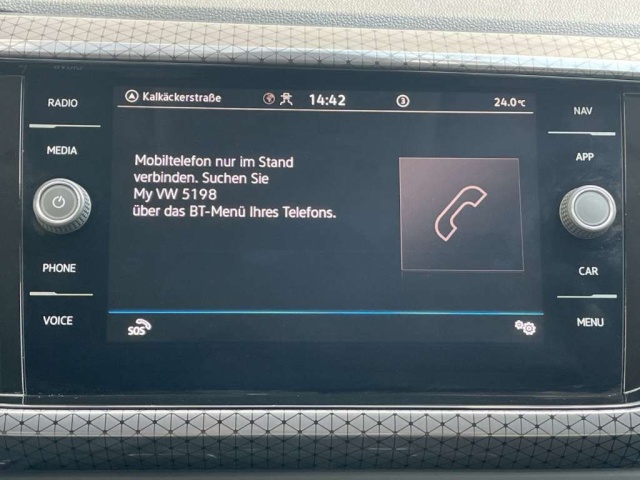 RADIO
MEDIA
PHONE
VOICE
Kalkäckerstraße 14:42 3 24.0°C
Mobiltelefon nur im Stand
verbinden. Suchen Sie
My VW 5198
über das BT-Menü Ihres Telefons.
SOS
NAV
APP
CAR
MENU